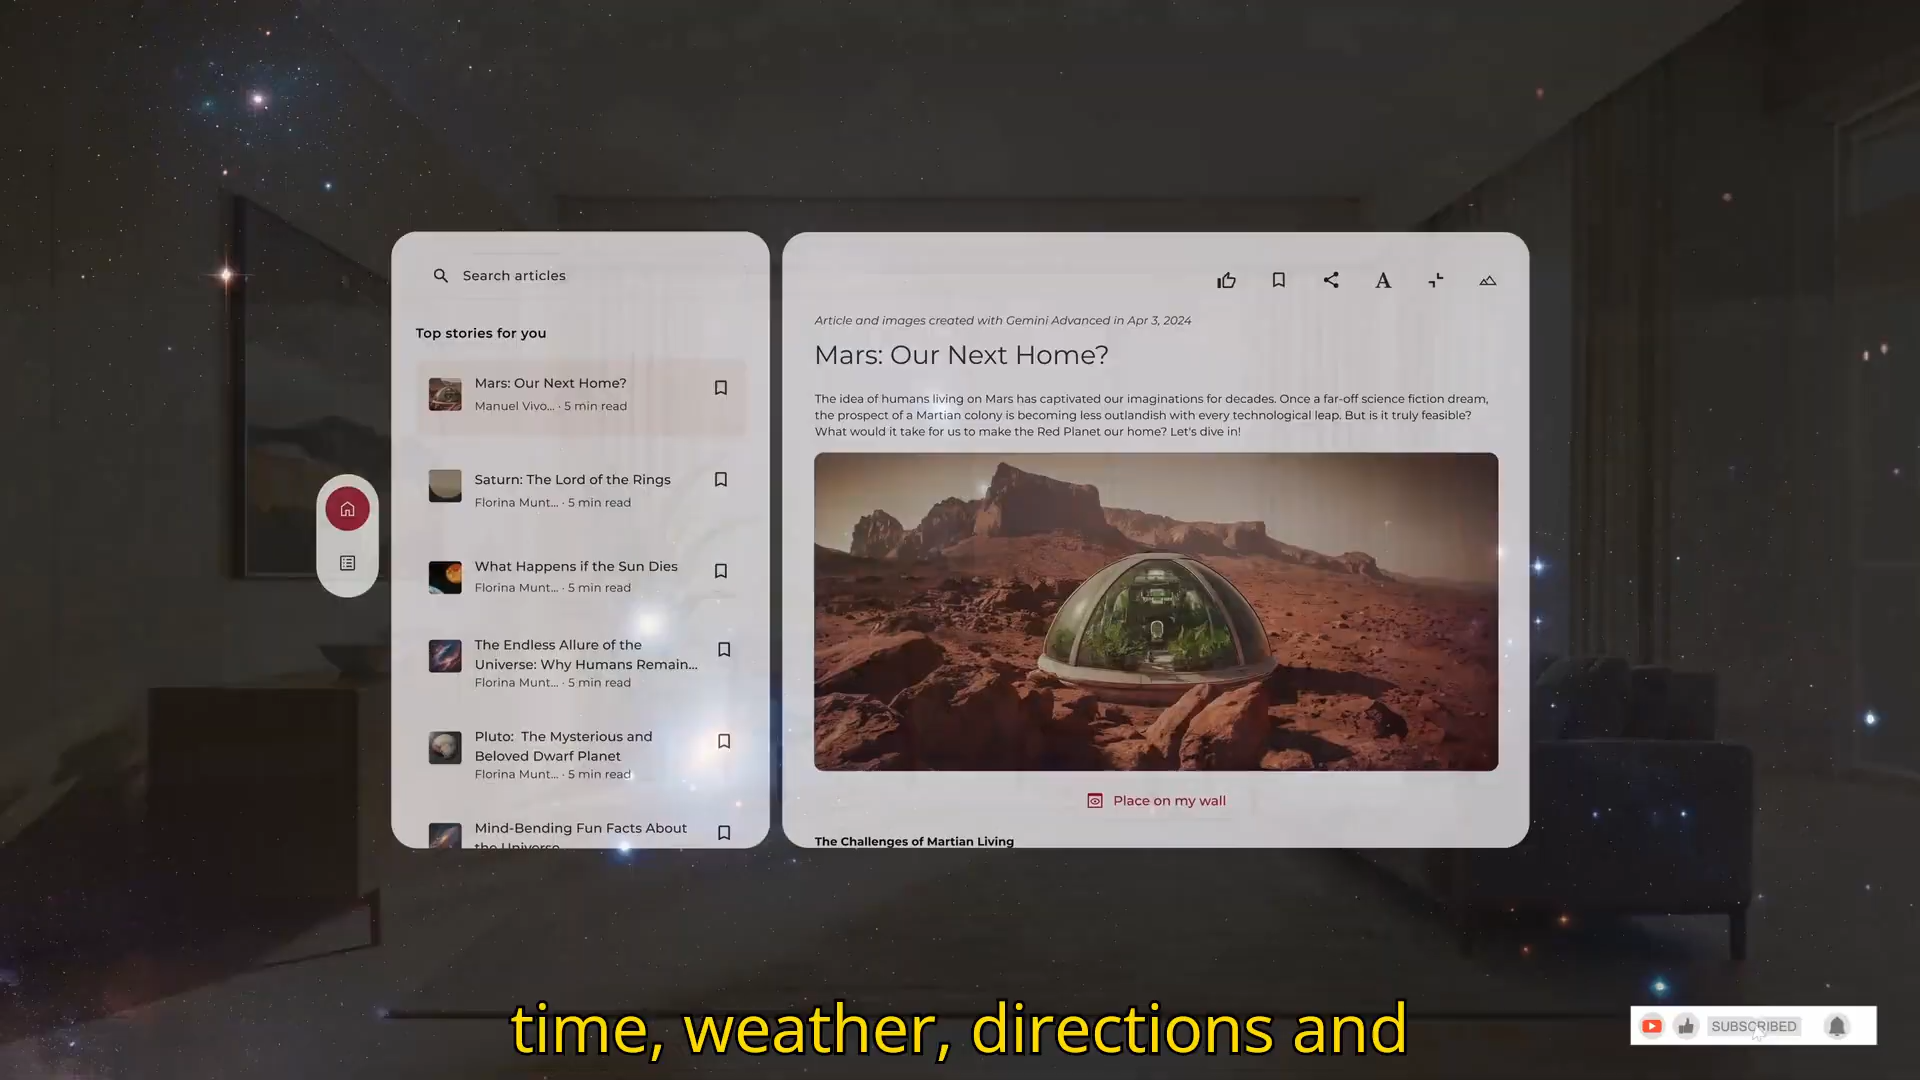 Search articles
Top stories for you
Mars: Our Next Home?
Manuel Vivo... · 5 min read
Saturn: The Lord of the Rings
Florina Munt... · 5 min read
What Happens if the Sun Dies
Florina Munt... · 5 min read
The Endless Allure of the
Universe: Why Humans Remain...
Florina Munt... · 5 min read
Pluto: The Mysterious and
Beloved Dwarf Planet
Florina Munt... · 5 min read
Mind-Bending Fun Facts About
the Universe
A
Article and images created with Gemini Advanced in Apr 3, 2024
Mars: Our Next Home?
The idea of humans living on Mars has captivated our imaginations for decades. Once a far-off science fiction dream,
the prospect of a Martian colony is becoming less outlandish with every technological leap. But is it truly feasible?
What would it take for us to make the Red Planet our home? Let's dive in!
Place on my wall
The Challenges of Martian Living
time, weather, directions and
SUBSCRIBED